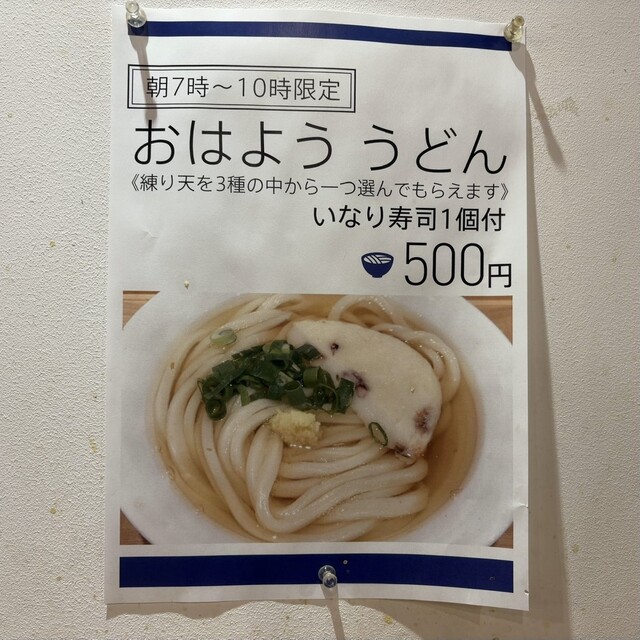 朝7時～10時限定
おはよう うどん
《練り天を3種の中から一つ選んでもらえます》
いなり寿司1個付
500円